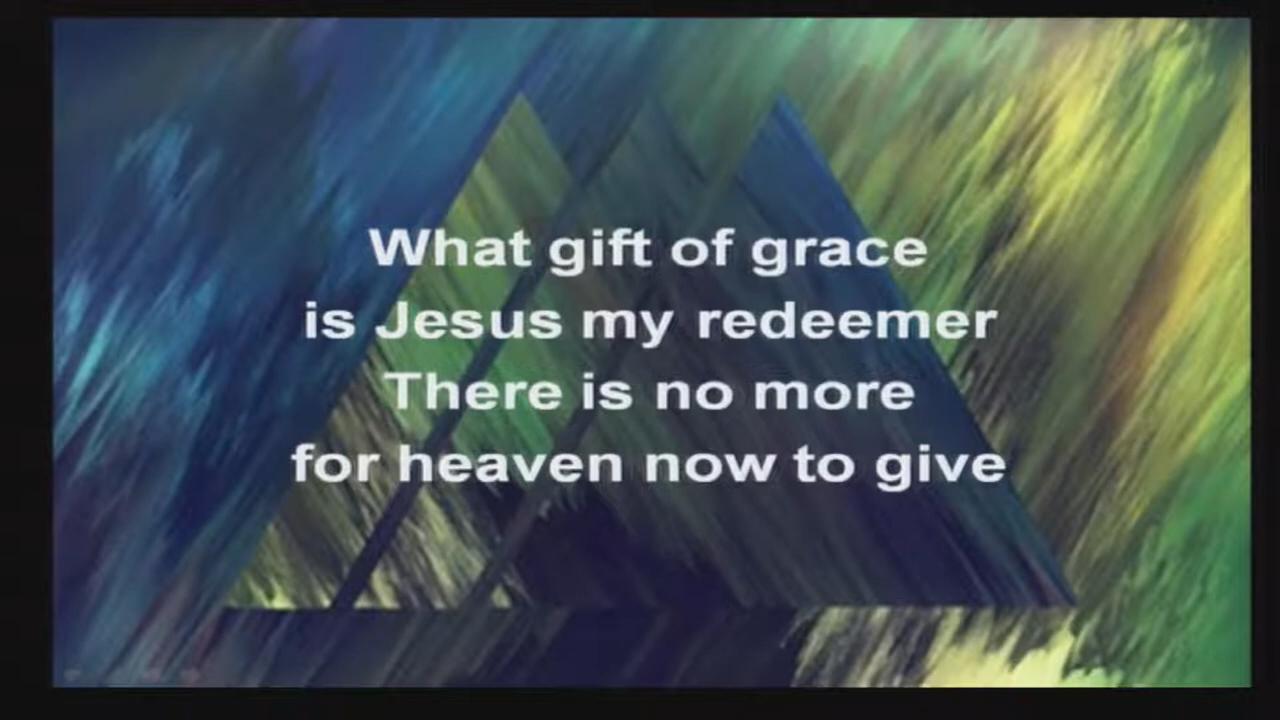 What gift of grace
is Jesus my redeemer
There is no more
for heaven now to give